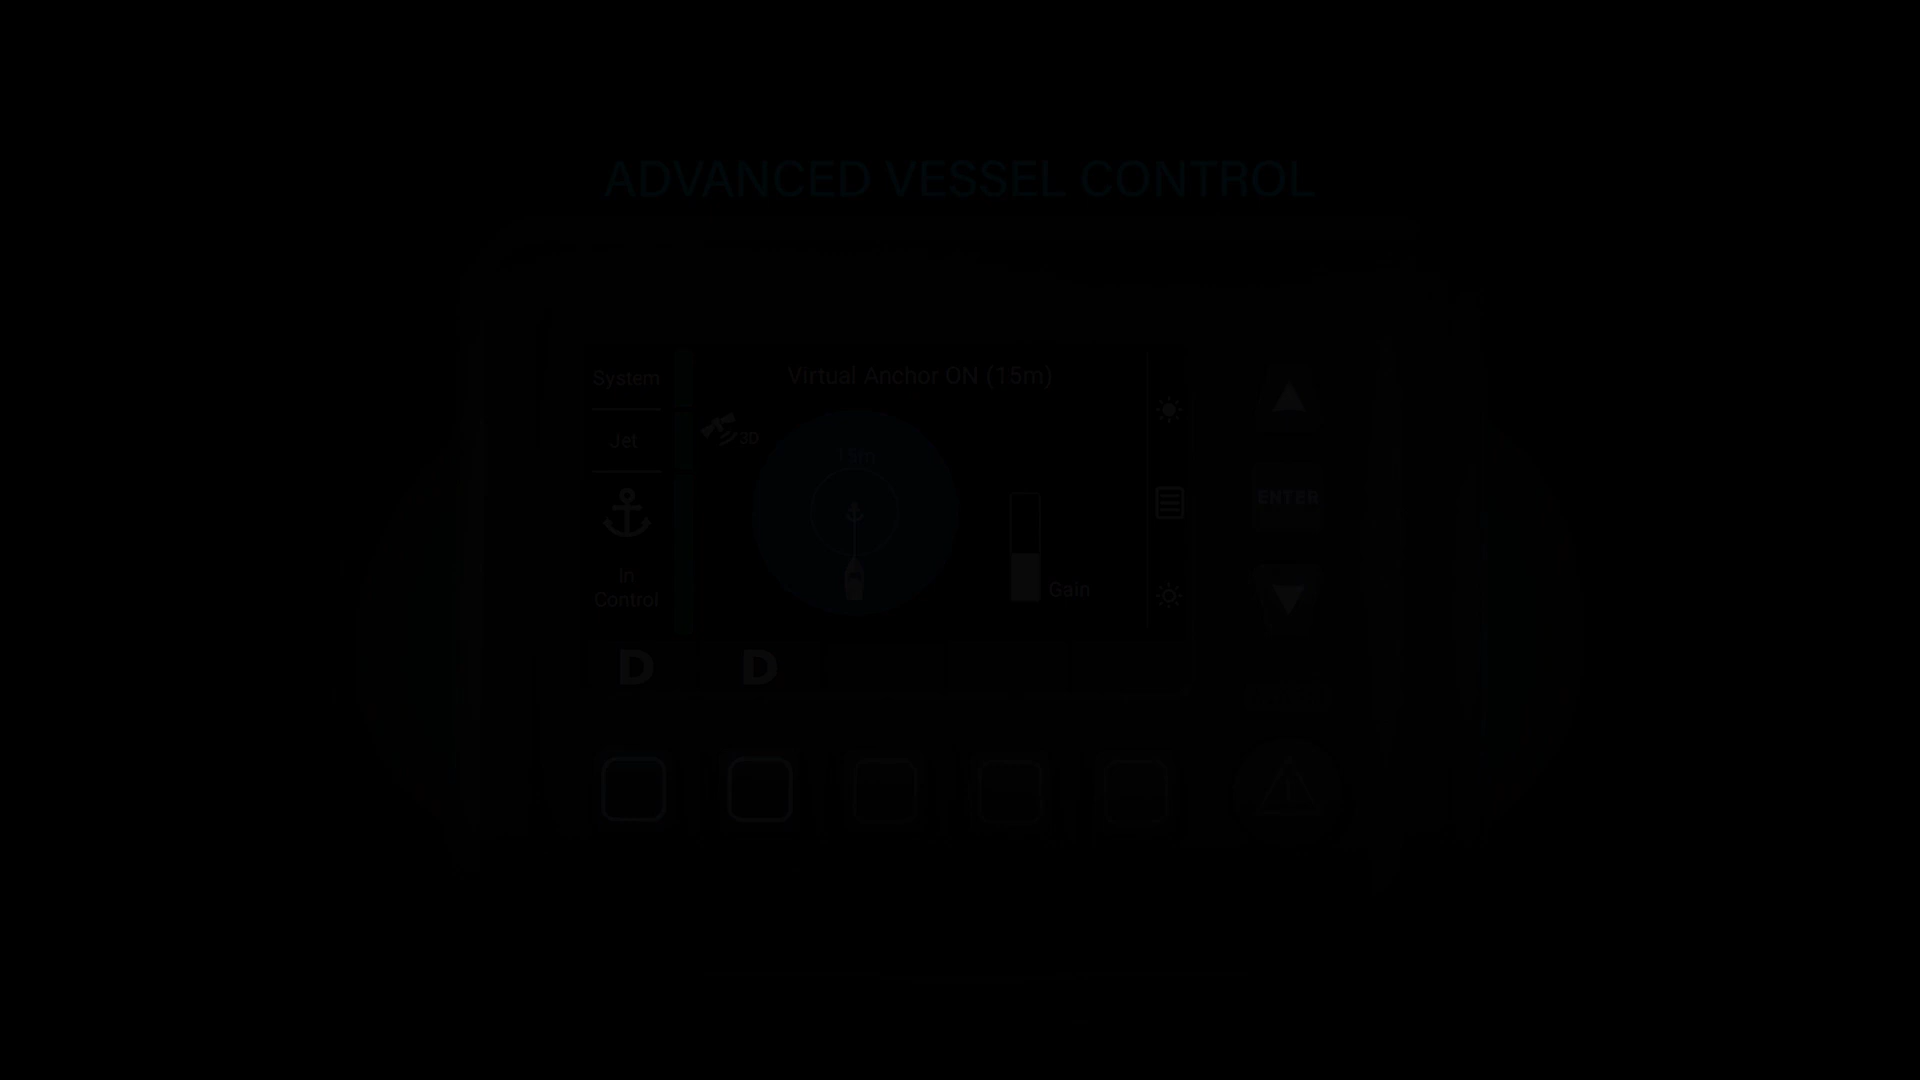 ADVANCED VESSEL CONTROL
System
Virtual Anchor ON (15m)
Jet
3D
15m
ENTER
in
Control
Gain
D
D